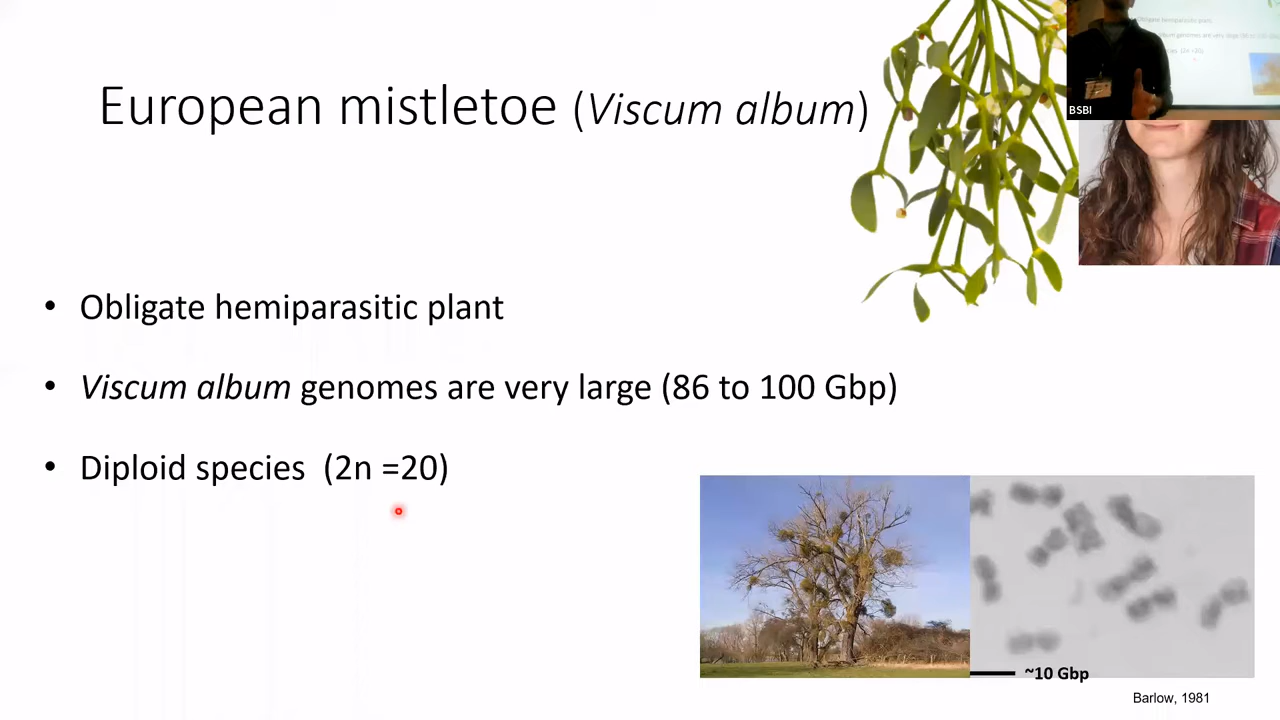 European mistletoe (Viscum album)
BSBI
• Obligate hemiparasitic plant
• Viscum album genomes are very large (86 to 100 Gbp)
• Diploid species (2n =20)
~10 Gbp
Barlow, 1981